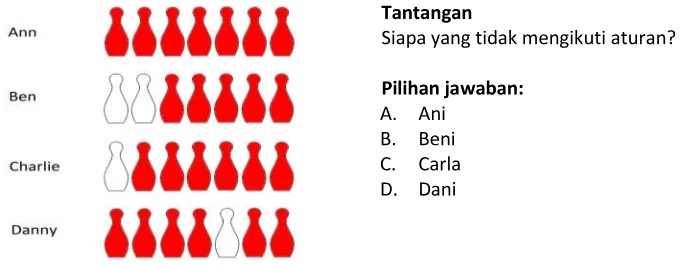 Ann
Ben
Charlie
Danny
Tantangan
Siapa yang tidak mengikuti aturan?
Pilihan jawaban:
A. Ani
B. Beni
C. Carla
D. Dani